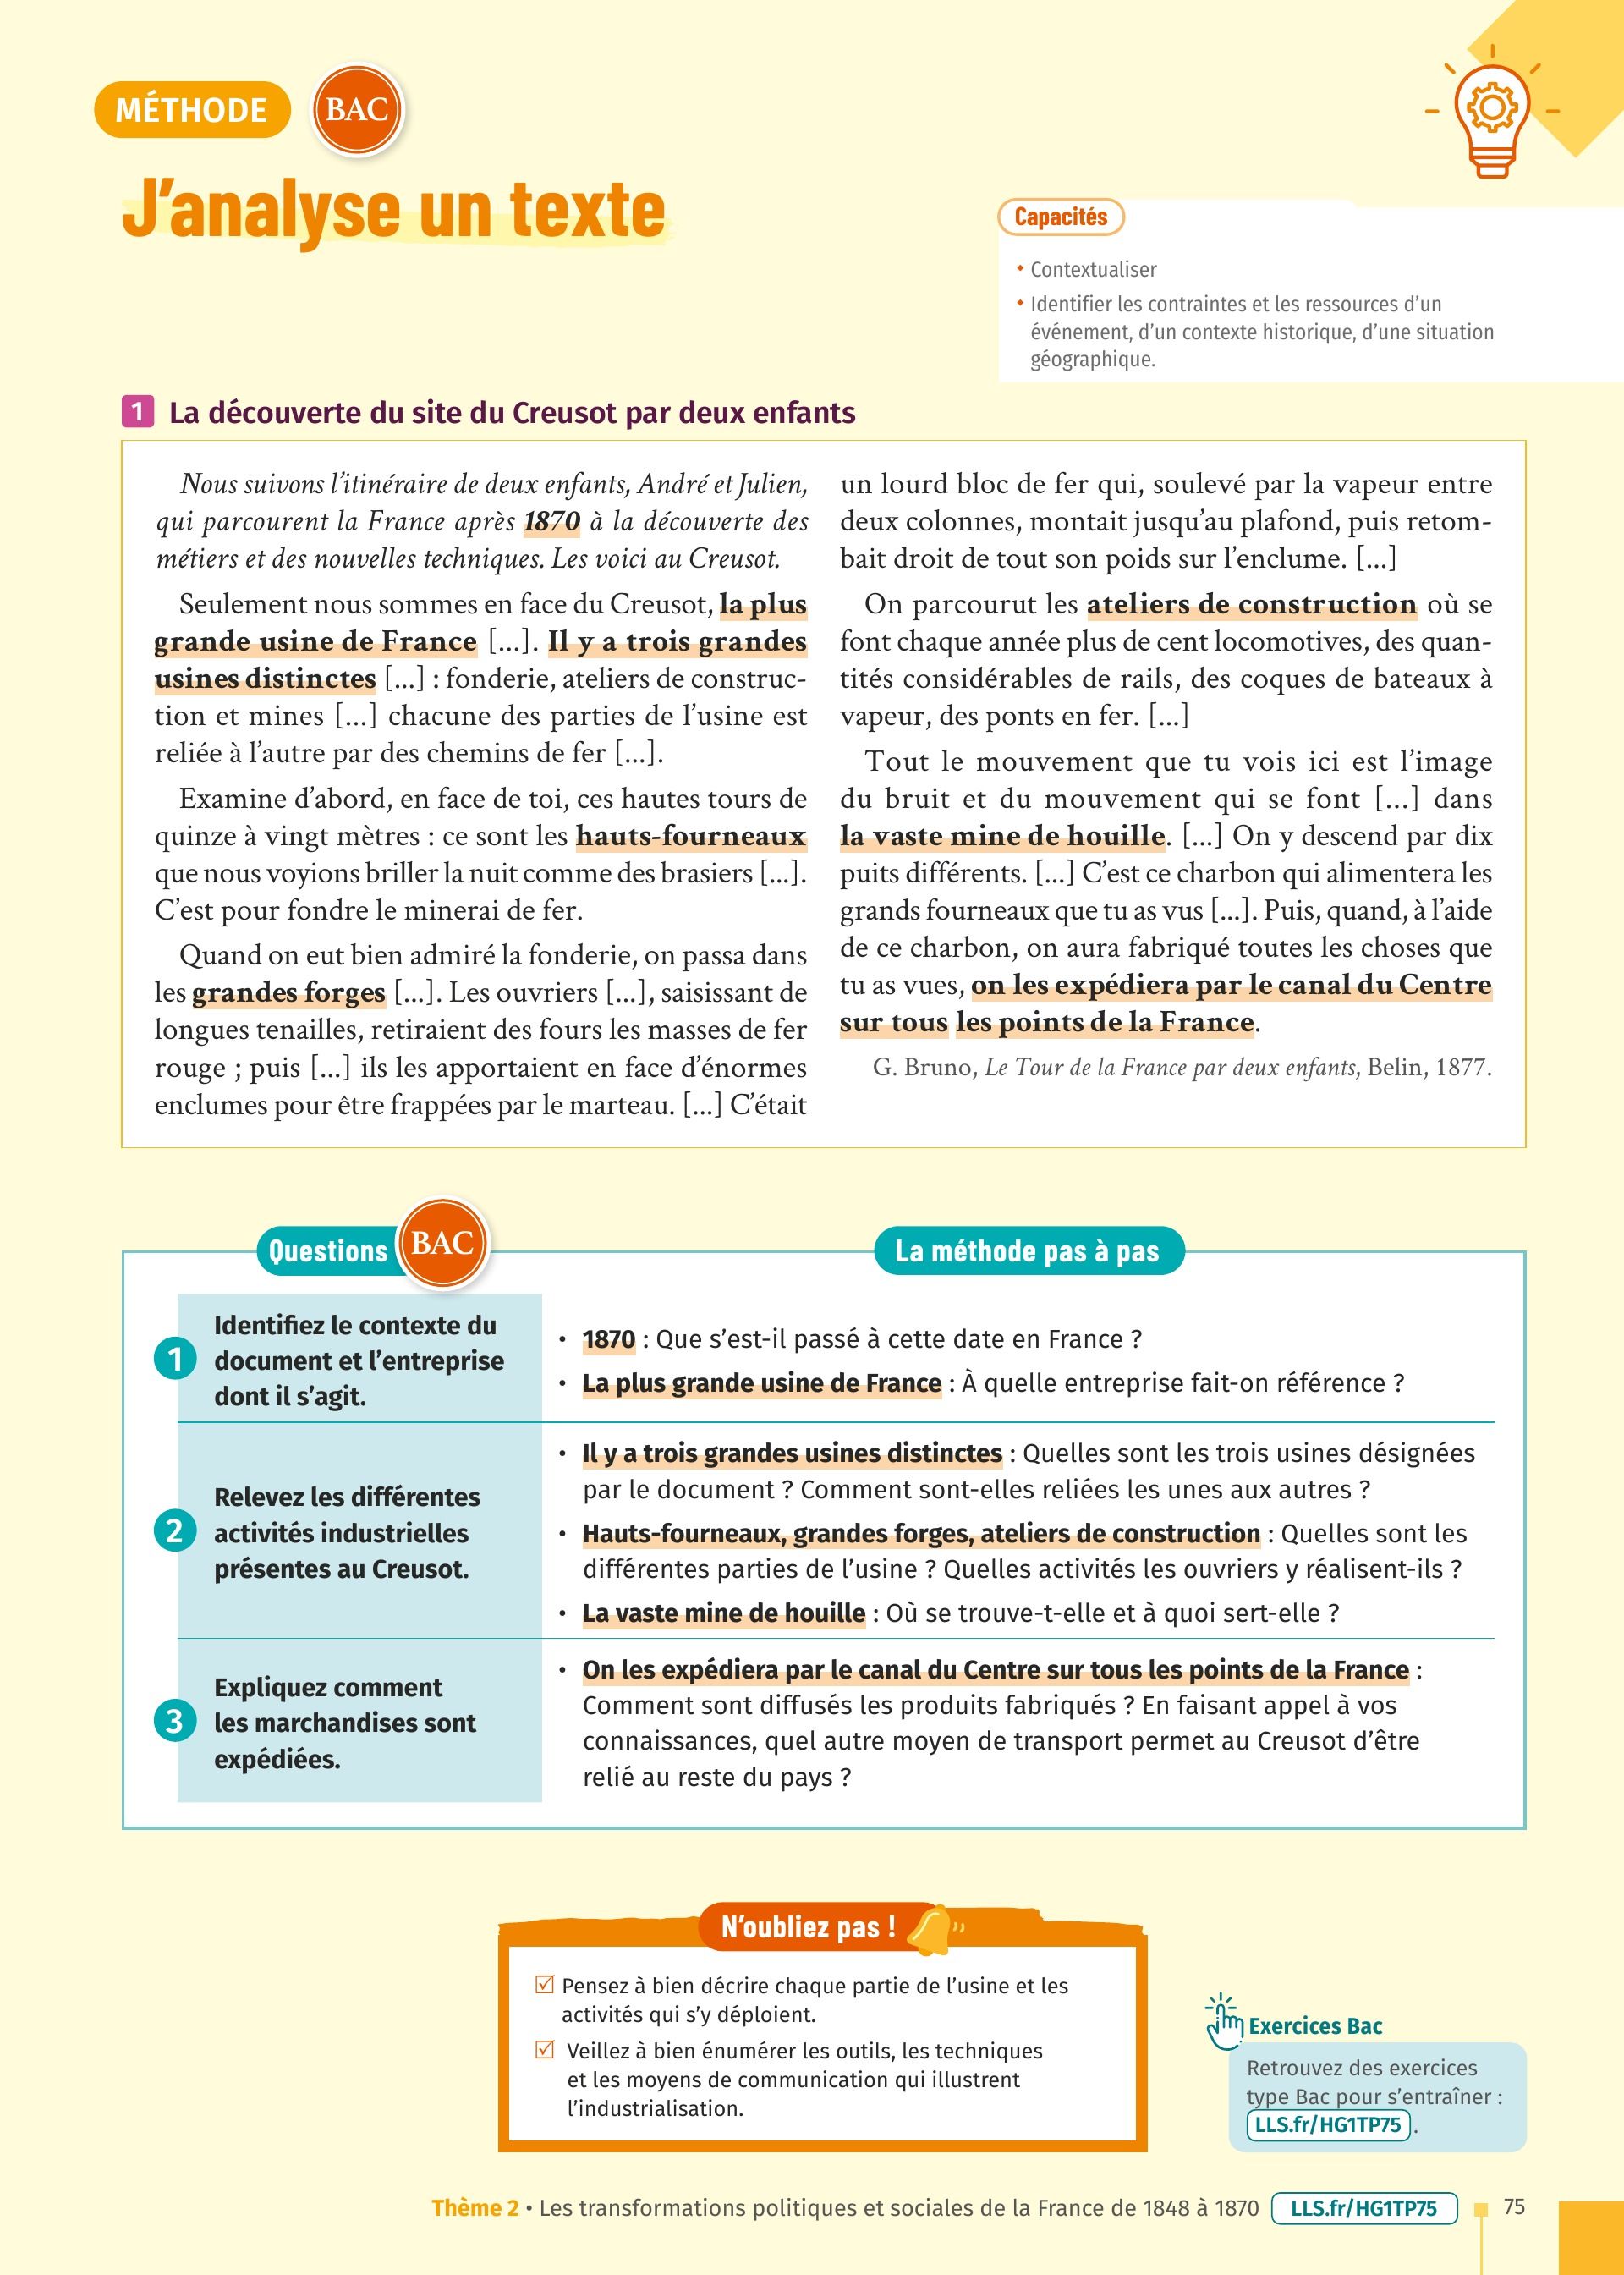 MÉTHODE
BAC
J’analyse un texte
Capacités
• Contextualiser
• Identifier les contraintes et les ressources d’un
événement, d’un contexte historique, d’une situation
géographique.
1 La découverte du site du Creusot par deux enfants
Nous suivons l’itinéraire de deux enfants, André et Julien,
qui parcourent la France après 1870 à la découverte des
métiers et des nouvelles techniques. Les voici au Creusot.
Seulement nous sommes en face du Creusot, la plus
grande usine de France [...]. Il y a trois grandes
usines distinctes [...] : fonderie, ateliers de construc-
tion et mines [...] chacune des parties de l’usine est
reliée à l’autre par des chemins de fer [...].
Examine d’abord, en face de toi, ces hautes tours de
quinze à vingt mètres : ce sont les hauts-fourneaux
que nous voyions briller la nuit comme des brasiers [...].
C’est pour fondre le minerai de fer.
Quand on eut bien admiré la fonderie, on passa dans
les grandes forges [...]. Les ouvriers [...], saisissant de
longues tenailles, retiraient des fours les masses de fer
rouge ; puis [...] ils les apportaient en face d’énormes
enclumes pour être frappées par le marteau. [...] C’était
un lourd bloc de fer qui, soulevé par la vapeur entre
deux colonnes, montait jusqu’au plafond, puis retom-
bait droit de tout son poids sur l’enclume. [...]
On parcourut les ateliers de construction où se
font chaque année plus de cent locomotives, des quan-
tités considérables de rails, des coques de bateaux à
vapeur, des ponts en fer. [...]
Tout le mouvement que tu vois ici est l’image
du bruit et du mouvement qui se font [...] dans
la vaste mine de houille. [...] On y descend par dix
puits différents. [...] C’est ce charbon qui alimentera les
grands fourneaux que tu as vus [...]. Puis, quand, à l’aide
de ce charbon, on aura fabriqué toutes les choses que
tu as vues, on les expédiera par le canal du Centre
sur tous les points de la France.
G. Bruno, Le Tour de la France par deux enfants, Belin, 1877.
Questions
BAC
La méthode pas à pas
1
Identifiez le contexte du
document et l’entreprise
dont il s’agit.
• 1870 : Que s’est-il passé à cette date en France ?
• La plus grande usine de France : À quelle entreprise fait-on référence ?
2
Relevez les différentes
activités industrielles
présentes au Creusot.
• Il y a trois grandes usines distinctes : Quelles sont les trois usines désignées
par le document ? Comment sont-elles reliées les unes aux autres ?
• Hauts-fourneaux, grandes forges, ateliers de construction : Quelles sont les
différentes parties de l’usine ? Quelles activités les ouvriers y réalisent-ils ?
• La vaste mine de houille : Où se trouve-t-elle et à quoi sert-elle ?
3
Expliquez comment
les marchandises sont
expédiées.
• On les expédiera par le canal du Centre sur tous les points de la France :
Comment sont diffusés les produits fabriqués ? En faisant appel à vos
connaissances, quel autre moyen de transport permet au Creusot d’être
relié au reste du pays ?
N’oubliez pas !
☑ Pensez à bien décrire chaque partie de l’usine et les
activités qui s’y déploient.
☑ Veillez à bien énumérer les outils, les techniques
et les moyens de communication qui illustrent
l’industrialisation.
Exercices Bac
Retrouvez des exercices
type Bac pour s’entraîner :
LLS.fr/HG1TP75 .
Thème 2 • Les transformations politiques et sociales de la France de 1848 à 1870 LLS.fr/HG1TP75 75